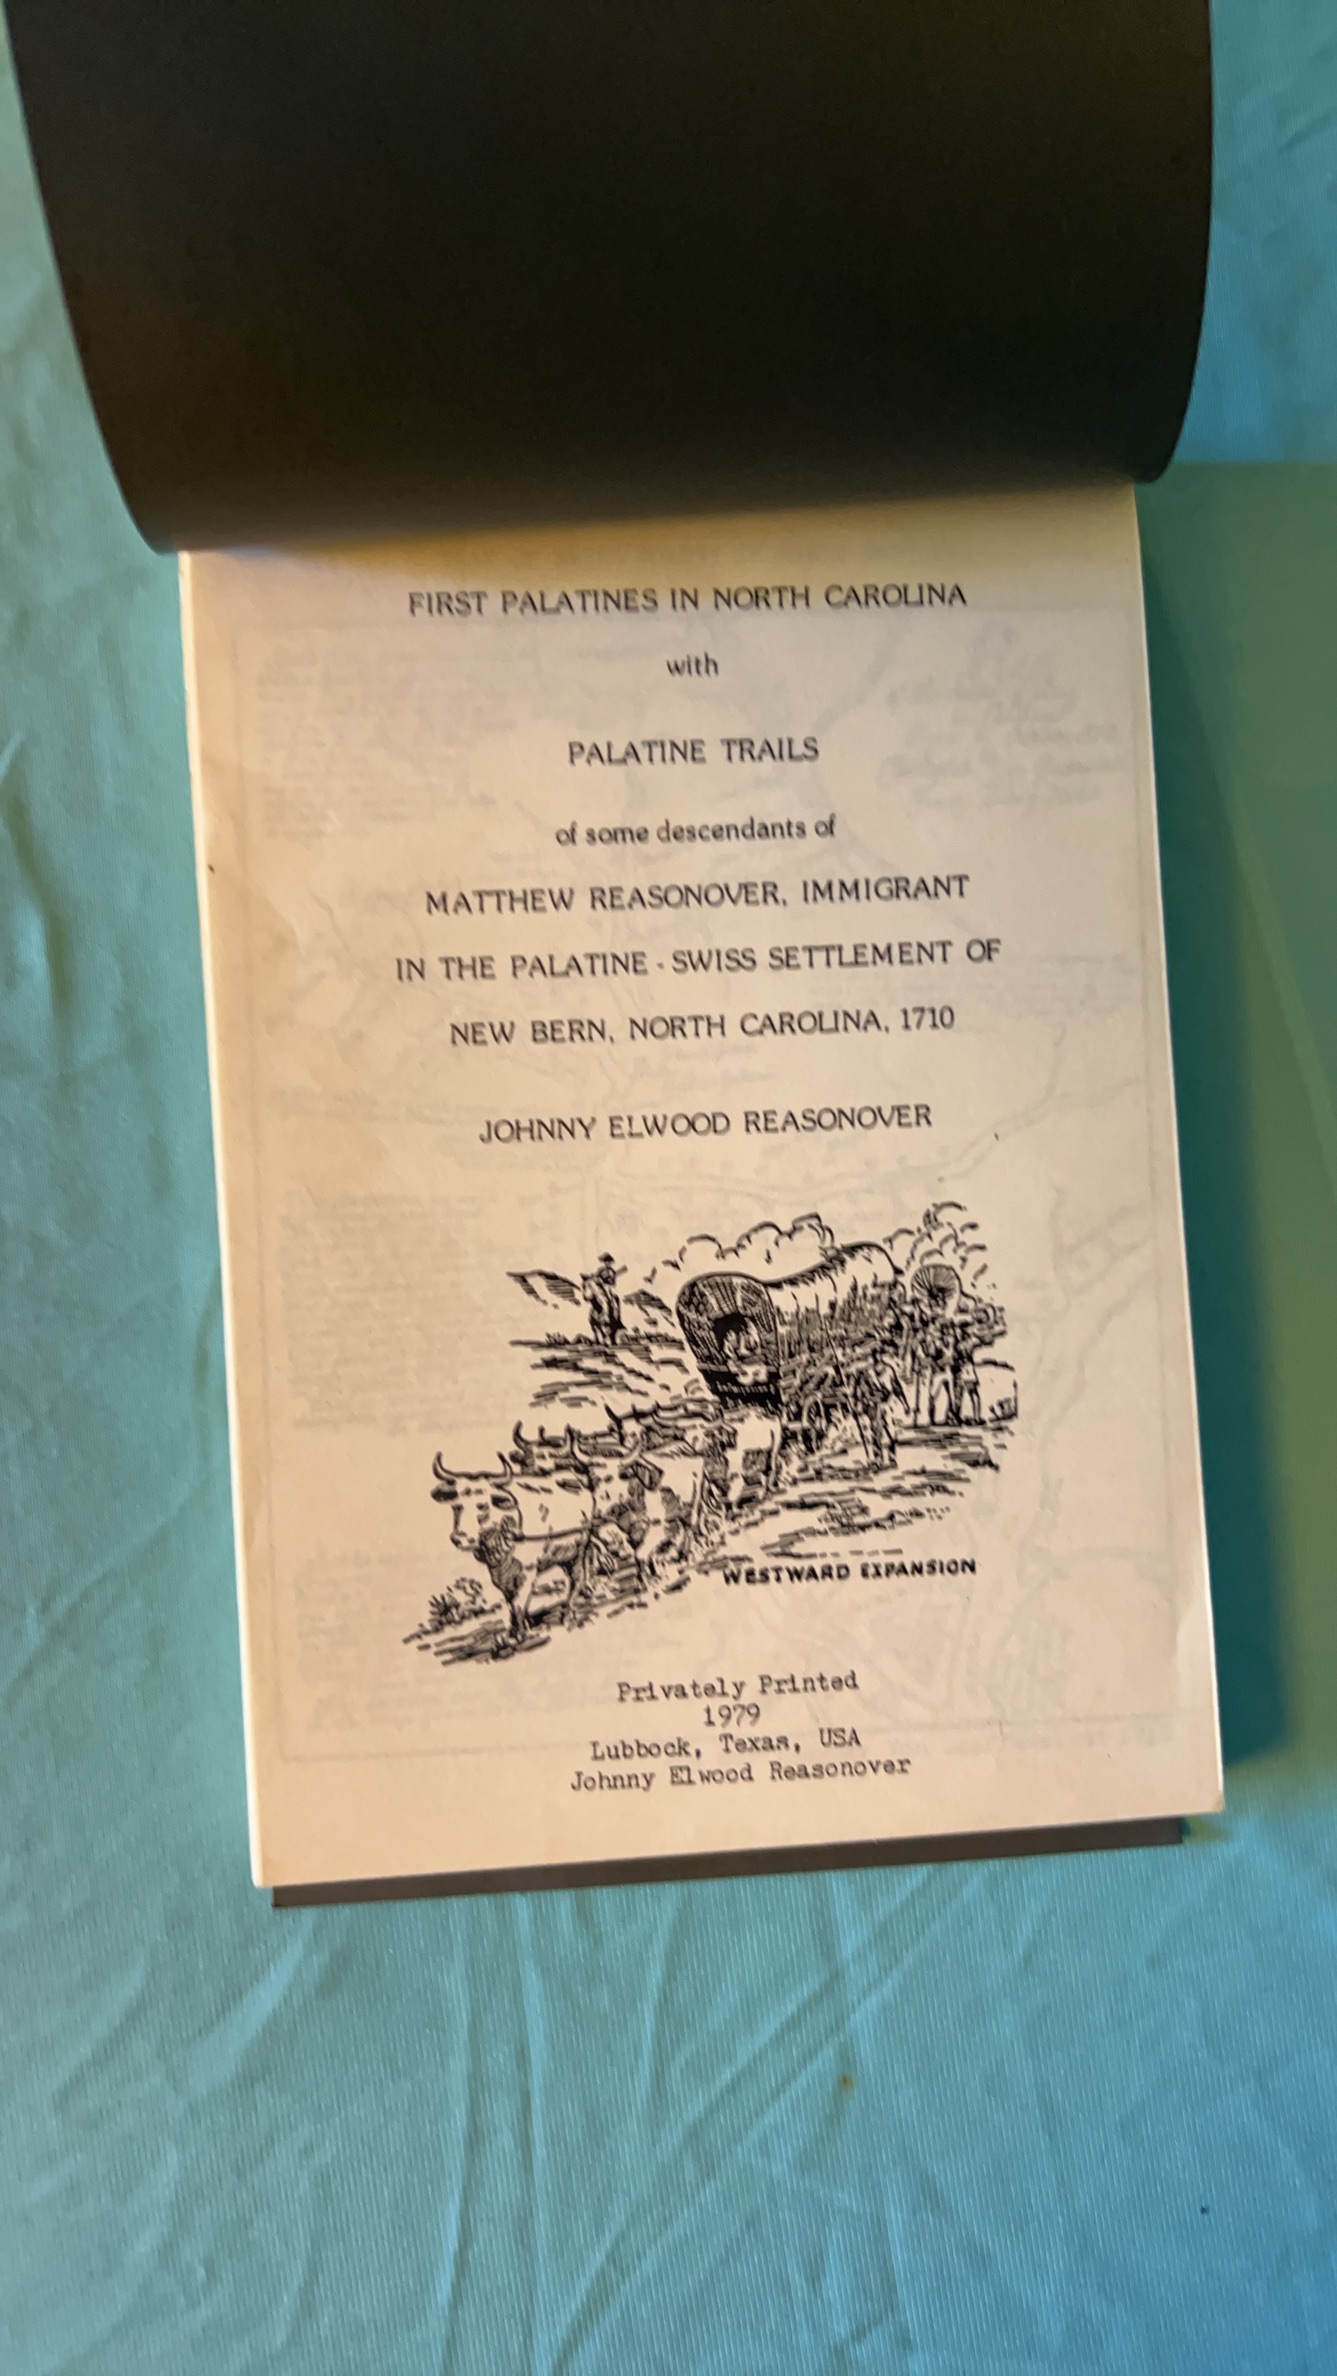 FIRST PALATINES IN NORTH CAROLINA
with
PALATINE TRAILS
of some descendants of
MATTHEW REASONOVER, IMMIGRANT
IN THE PALATINE - SWISS SETTLEMENT OF
NEW BERN, NORTH CAROLINA, 1710
JOHNNY ELWOOD REASONOVER
WESTWARD EXPANSION
Privately Printed
1979
Lubbock, Texas, USA
Johnny Elwood Reasonover